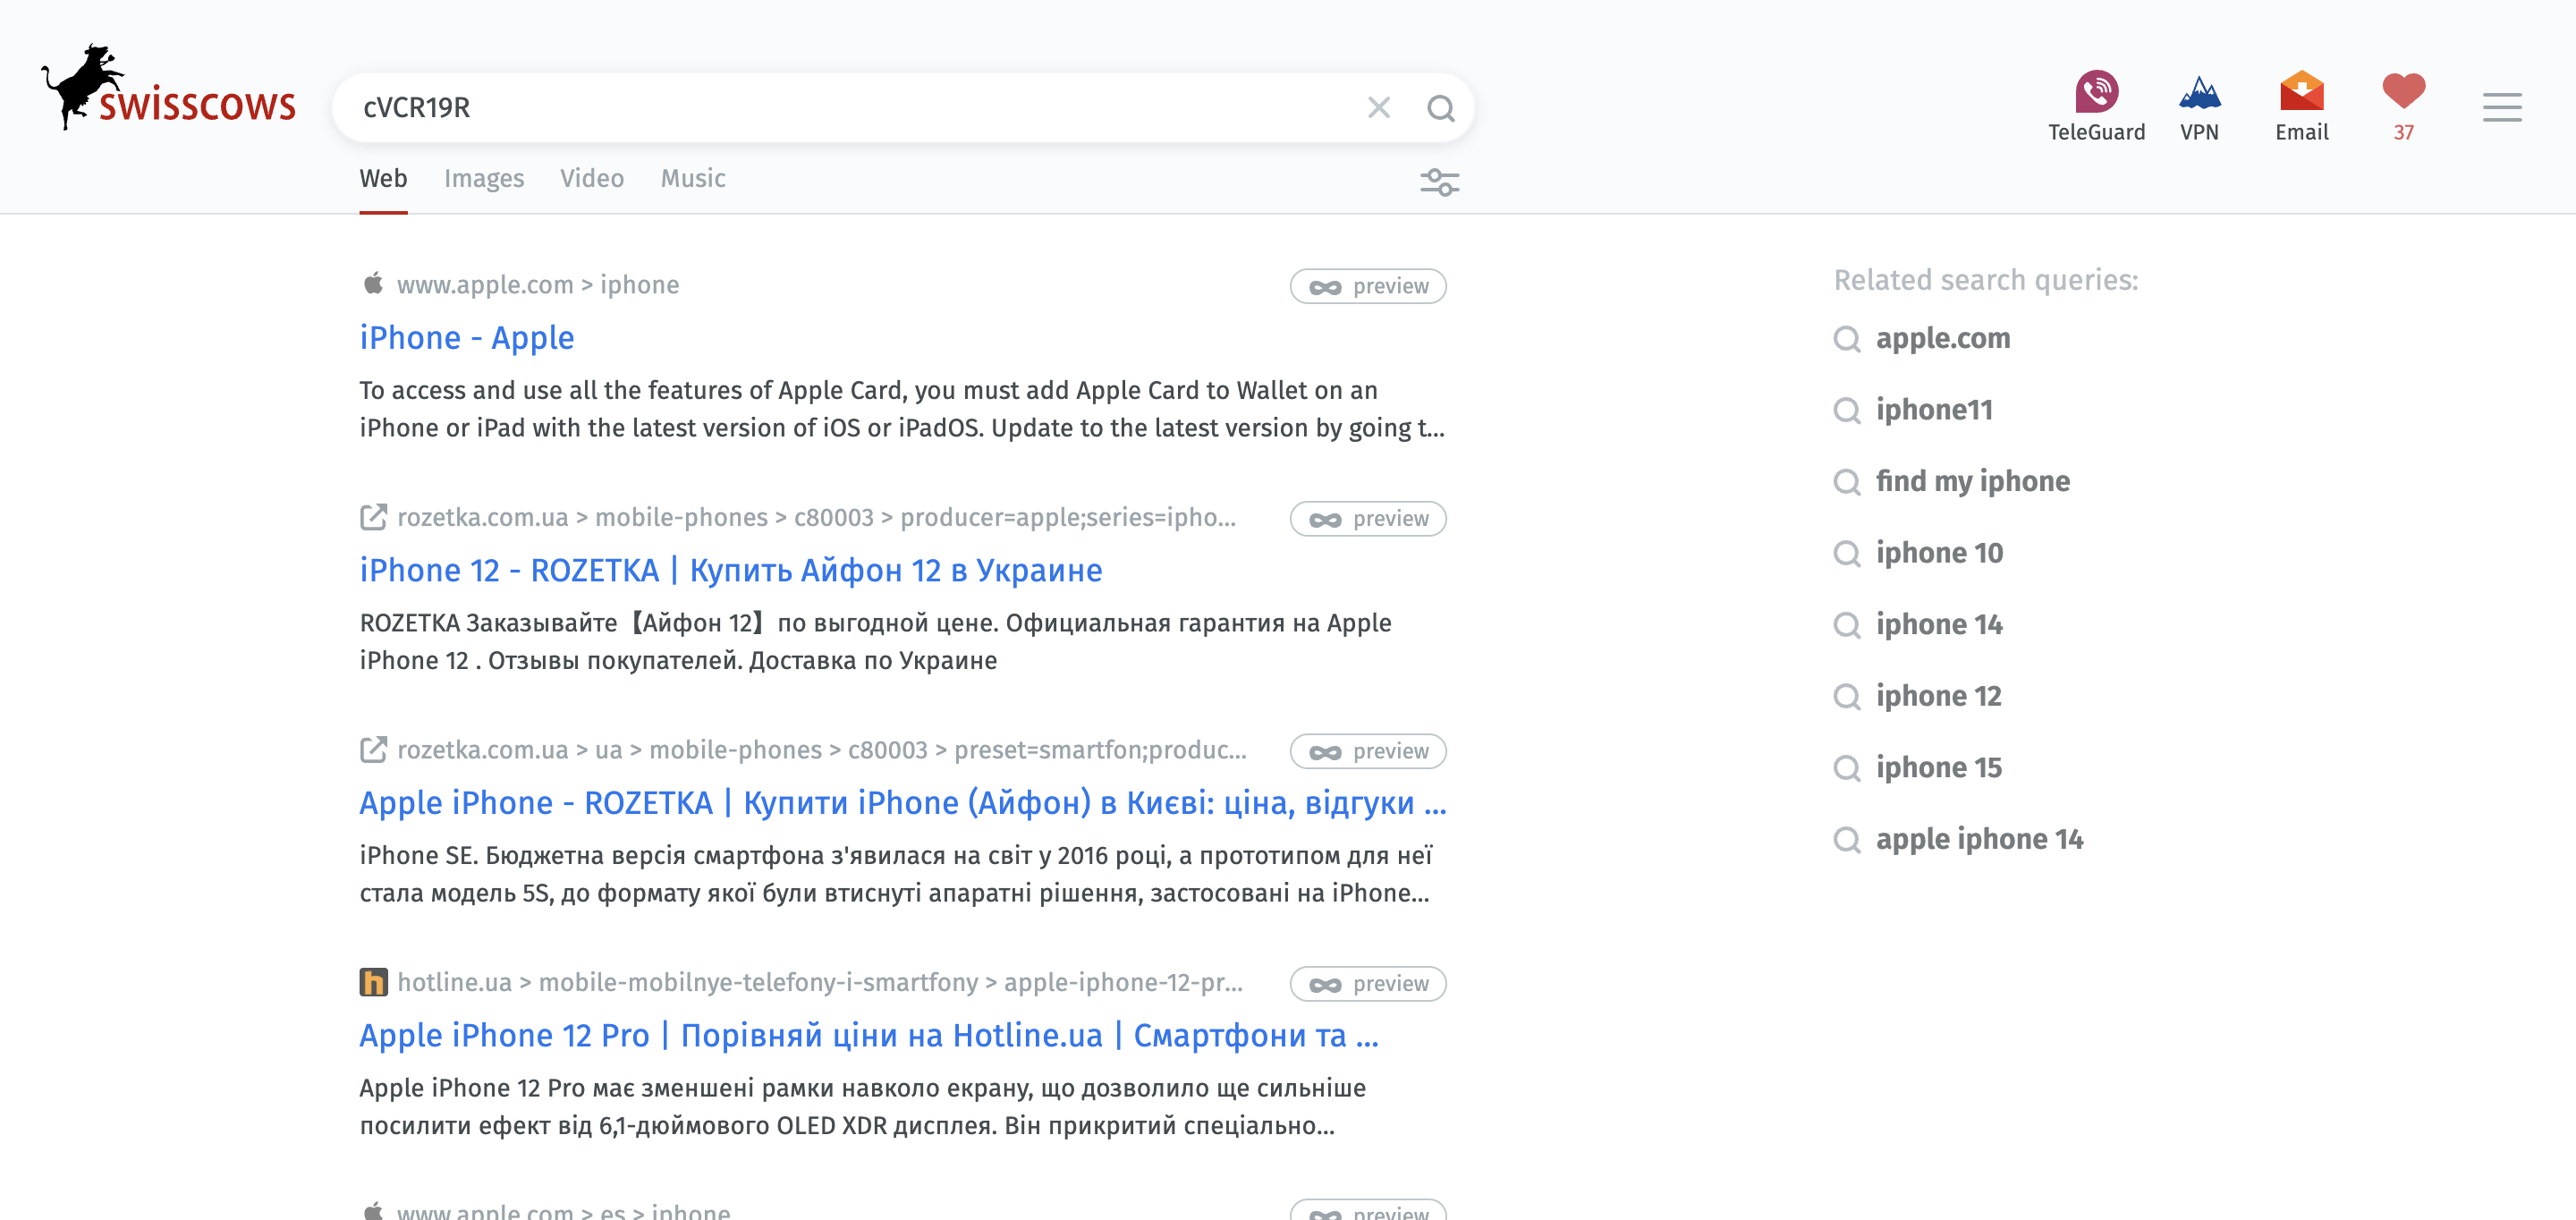 swisscows
cVCR19R
TeleGuard
VPN
Email
37
Web
Images
Video
Music
www.apple.com > iphone
preview
iPhone - Apple
To access and use all the features of Apple Card, you must add Apple Card to Wallet on an
iPhone or iPad with the latest version of iOS or iPadOS. Update to the latest version by going t...
rozetka.com.ua > mobile-phones > c80003 > producer=apple;series=ipho...
preview
iPhone 12 - ROZETKA | Купить Айфон 12 в Украине
ROZETKA Заказывайте【Айфон 12】по выгодной цене. Официальная гарантия на Apple
iPhone 12 . Отзывы покупателей. Доставка по Украине
rozetka.com.ua > ua > mobile-phones > c80003 > preset=smartfon;produc...
preview
Apple iPhone - ROZETKA | Купити iPhone (Айфон) в Києві: ціна, відгуки ...
iPhone SE. Бюджетна версія смартфона з'явилася на світ у 2016 році, а прототипом для неї
стала модель 5S, до формату якої були втиснуті апаратні рішення, застосовані на iPhone...
hotline.ua > mobile-mobilnye-telefony-i-smartfony > apple-iphone-12-pr...
preview
Apple iPhone 12 Pro | Порівняй ціни на Hotline.ua | Смартфони та ...
Apple iPhone 12 Pro має зменшені рамки навколо екрану, що дозволило ще сильніше
посилити ефект від 6,1-дюймового OLED XDR дисплея. Він прикритий спеціально...
www.apple.com > es > iphone
preview
Related search queries:
apple.com
iphone11
find my iphone
iphone 10
iphone 14
iphone 12
iphone 15
apple iphone 14